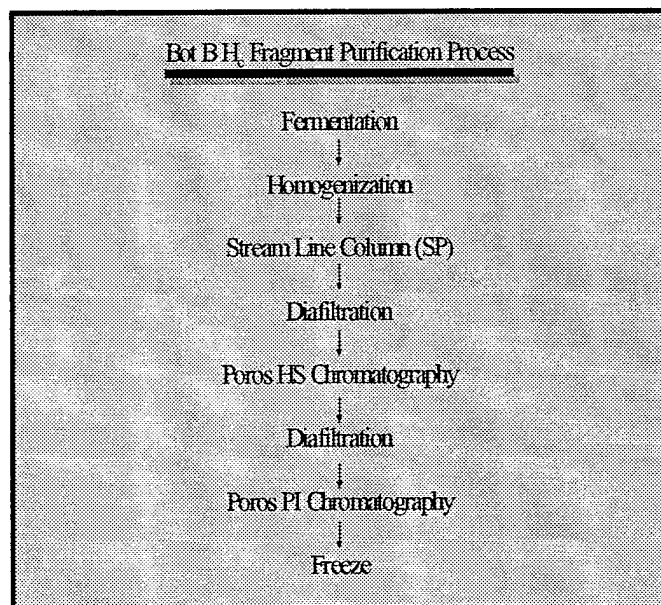 Bot B Hc Fragment Purification Process
Fermentation
Homogenization
Stream Line Column (SP)
Diafiltration
Poros HS Chromatography
Diafiltration
Poros PI Chromatography
Freeze